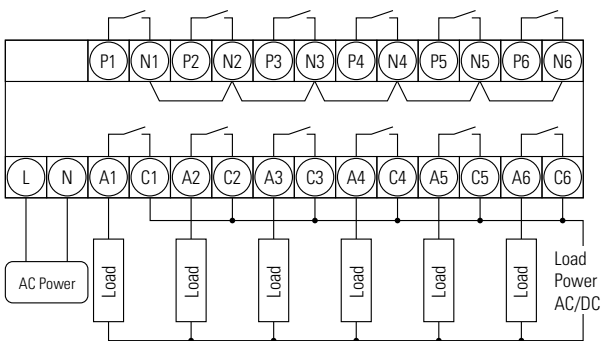 P1 N1 P2 N2 P3 N3 P4 N4 P5 N5 P6 N6
L N A1 C1 A2 C2 A3 C3 A4 C4 A5 C5 A6 C6
AC Power
Load
Load
Load
Load
Load
Load
Load
Power
AC/DC